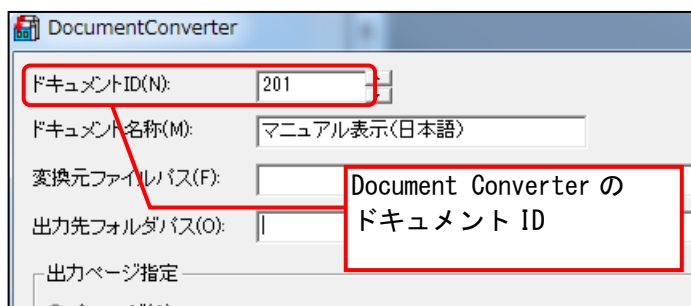 DocumentConverter
ドキュメントID(N):
201
ドキュメント名称(M):
マニュアル表示(日本語)
変換元ファイルパス(F):
Document Converter の
ドキュメント ID
出力先フォルダパス(O):
出力ページ指定